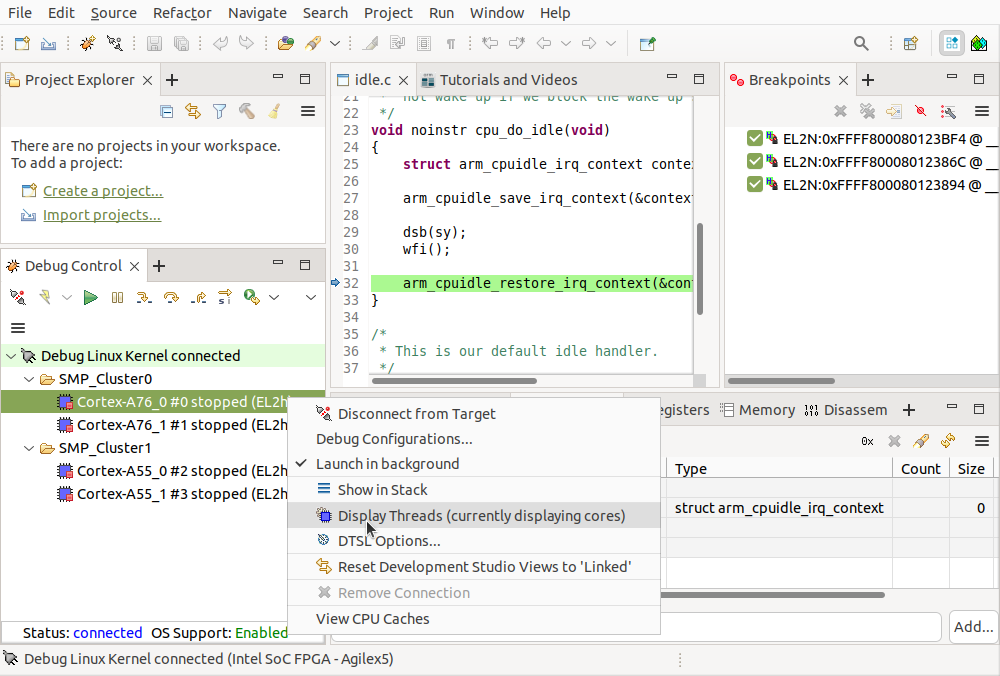 File Edit Source Refactor Navigate Search Project Run Window Help
Project Explorer
There are no projects in your workspace.
To add a project:
Create a project...
Import projects...
idle.c
Tutorials and Videos
21 * not wake up if we block the wake up
22 */
23 void noinstr cpu_do_idle(void)
24 {
25 struct arm_cpuidle_irq_context conte
26
27 arm_cpuidle_save_irq_context(&contex
28
29 dsb(sy);
30 wfi();
31
32 arm_cpuidle_restore_irq_context(&con
33 }
34
35 /*
36 * This is our default idle handler.
37 */
Breakpoints
EL2N:0xFFFF800080123BF4 @ __
EL2N:0xFFFF80008012386C @ __
EL2N:0xFFFF800080123894 @ __
Debug Control
Debug Linux Kernel connected
SMP_Cluster0
Cortex-A76_0 #0 stopped (EL2h
Cortex-A76_1 #1 stopped (EL2h
SMP_Cluster1
Cortex-A55_0 #2 stopped (EL2h
Cortex-A55_1 #3 stopped (EL2h
Status: connected OS Support: Enabled
Disconnect from Target
Debug Configurations...
Launch in background
Show in Stack
Display Threads (currently displaying cores)
DTSL Options...
Reset Development Studio Views to 'Linked'
Remove Connection
View CPU Caches
egisters
Memory
Disassem
0x
Type Count Size
struct arm_cpuidle_irq_context 0
Add...
Debug Linux Kernel connected (Intel SoC FPGA - Agilex5)